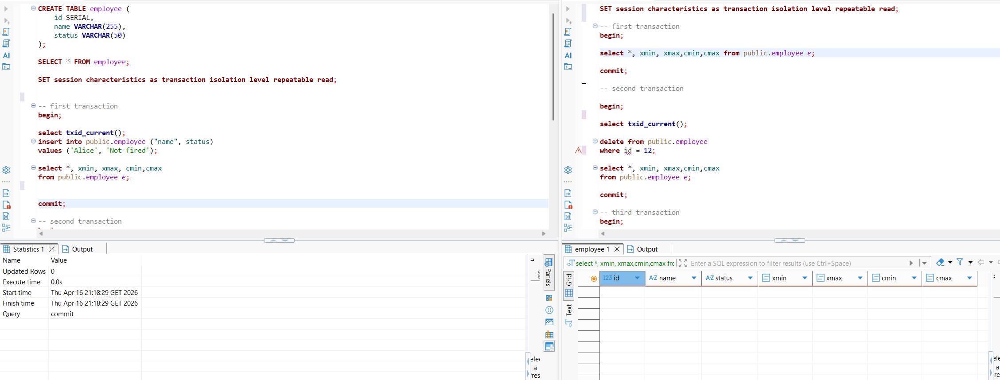 CREATE TABLE employee (
id SERIAL,
name VARCHAR(255),
status VARCHAR(50)
);
SELECT * FROM employee;
SET session characteristics as transaction isolation level repeatable read;
-- first transaction
begin;
select txid_current();
insert into public.employee ("name", status)
values ('Alice', 'Not fired');
select *, xmin, xmax, cmin,cmax
from public.employee e;
commit;
-- second transaction
AI
Statistics 1
Output
Name Value
Updated Rows 0
Execute time 0.0s
Start time Thu Apr 16 21:18:29 GET 2026
Finish time Thu Apr 16 21:18:29 GET 2026
Query commit
Panels
SET session characteristics as transaction isolation level repeatable read;
-- first transaction
begin;
select *, xmin, xmax,cmin,cmax from public.employee e;
commit;
-- second transaction
begin;
select txid_current();
delete from public.employee
where id = 12;
select *, xmin, xmax,cmin,cmax
from public.employee e;
commit;
-- third transaction
begin;
AI
employee 1
Output
select *, xmin, xmax,cmin,cmax frc
Enter a SQL expression to filter results (use Ctrl+Space)
Grid
Text
123 id A-Z name A-Z status xmin xmax cmin cmax